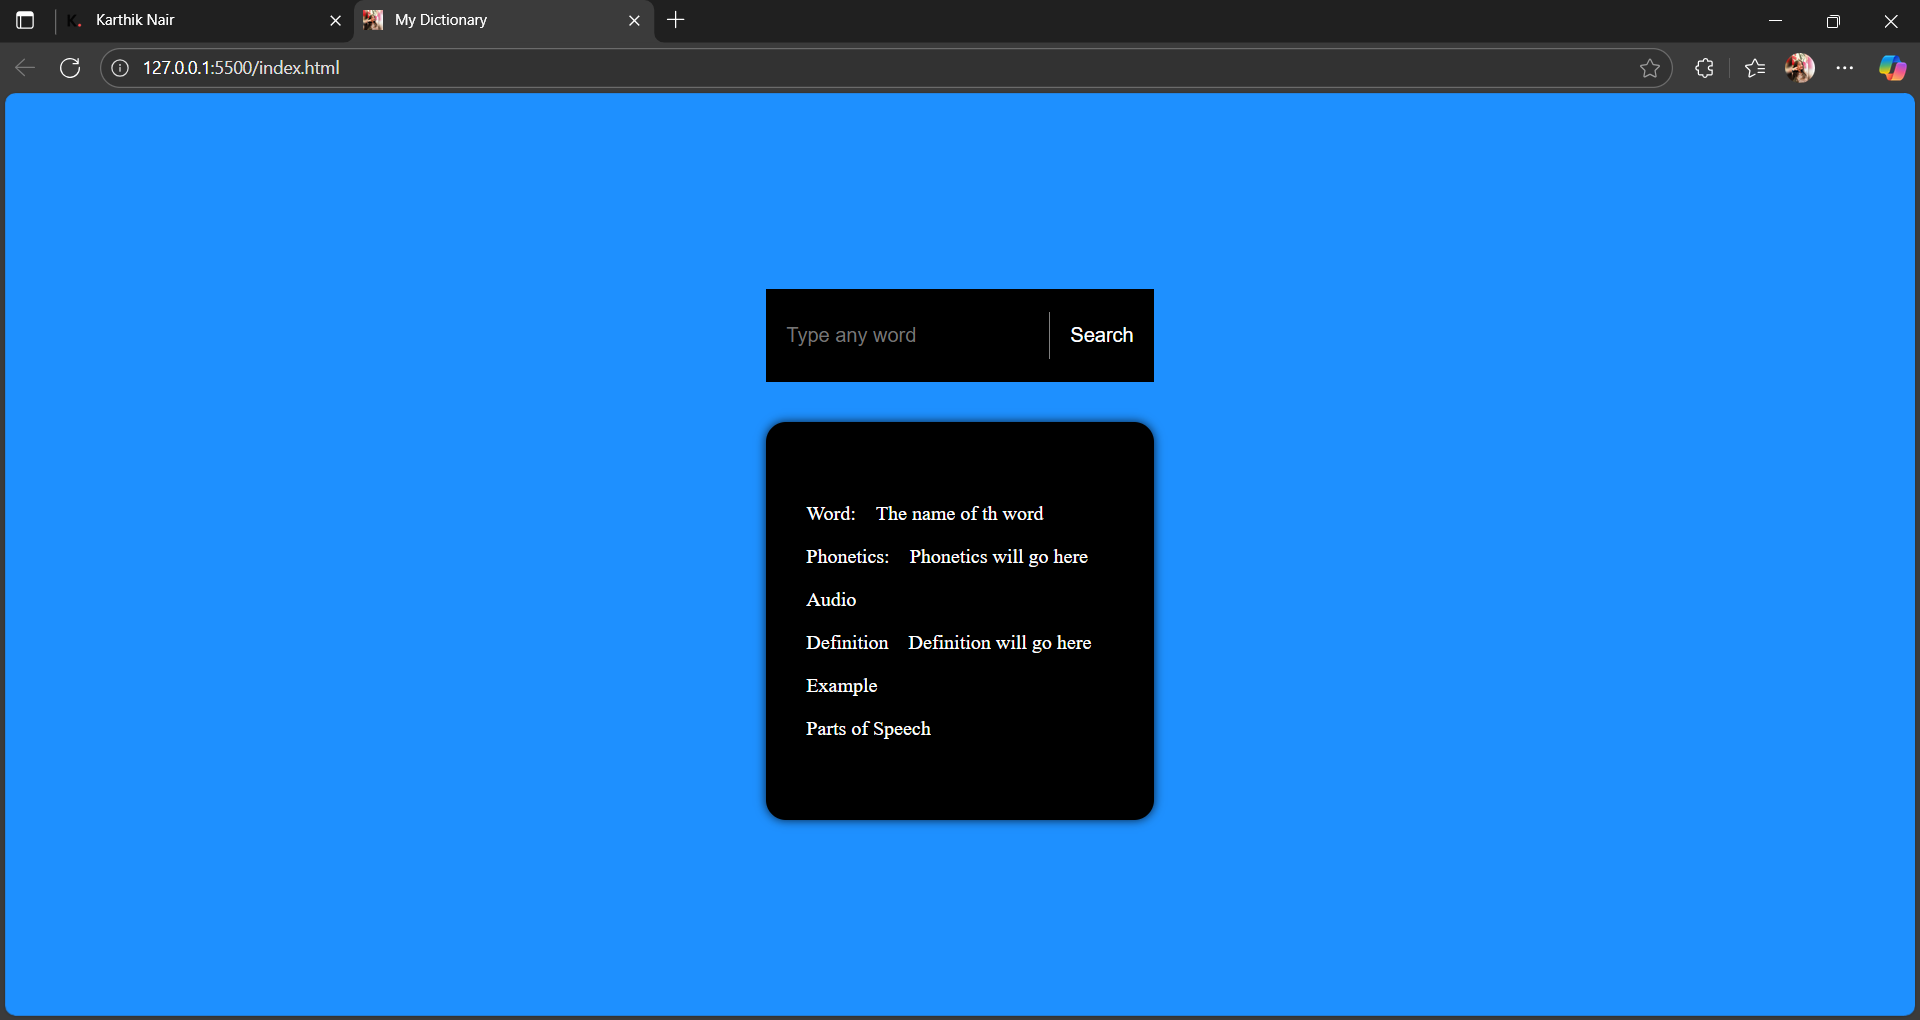 K. Karthik Nair
My Dictionary
127.0.0.1:5500/index.html
Type any word
Search
Word: The name of th word
Phonetics: Phonetics will go here
Audio
Definition Definition will go here
Example
Parts of Speech